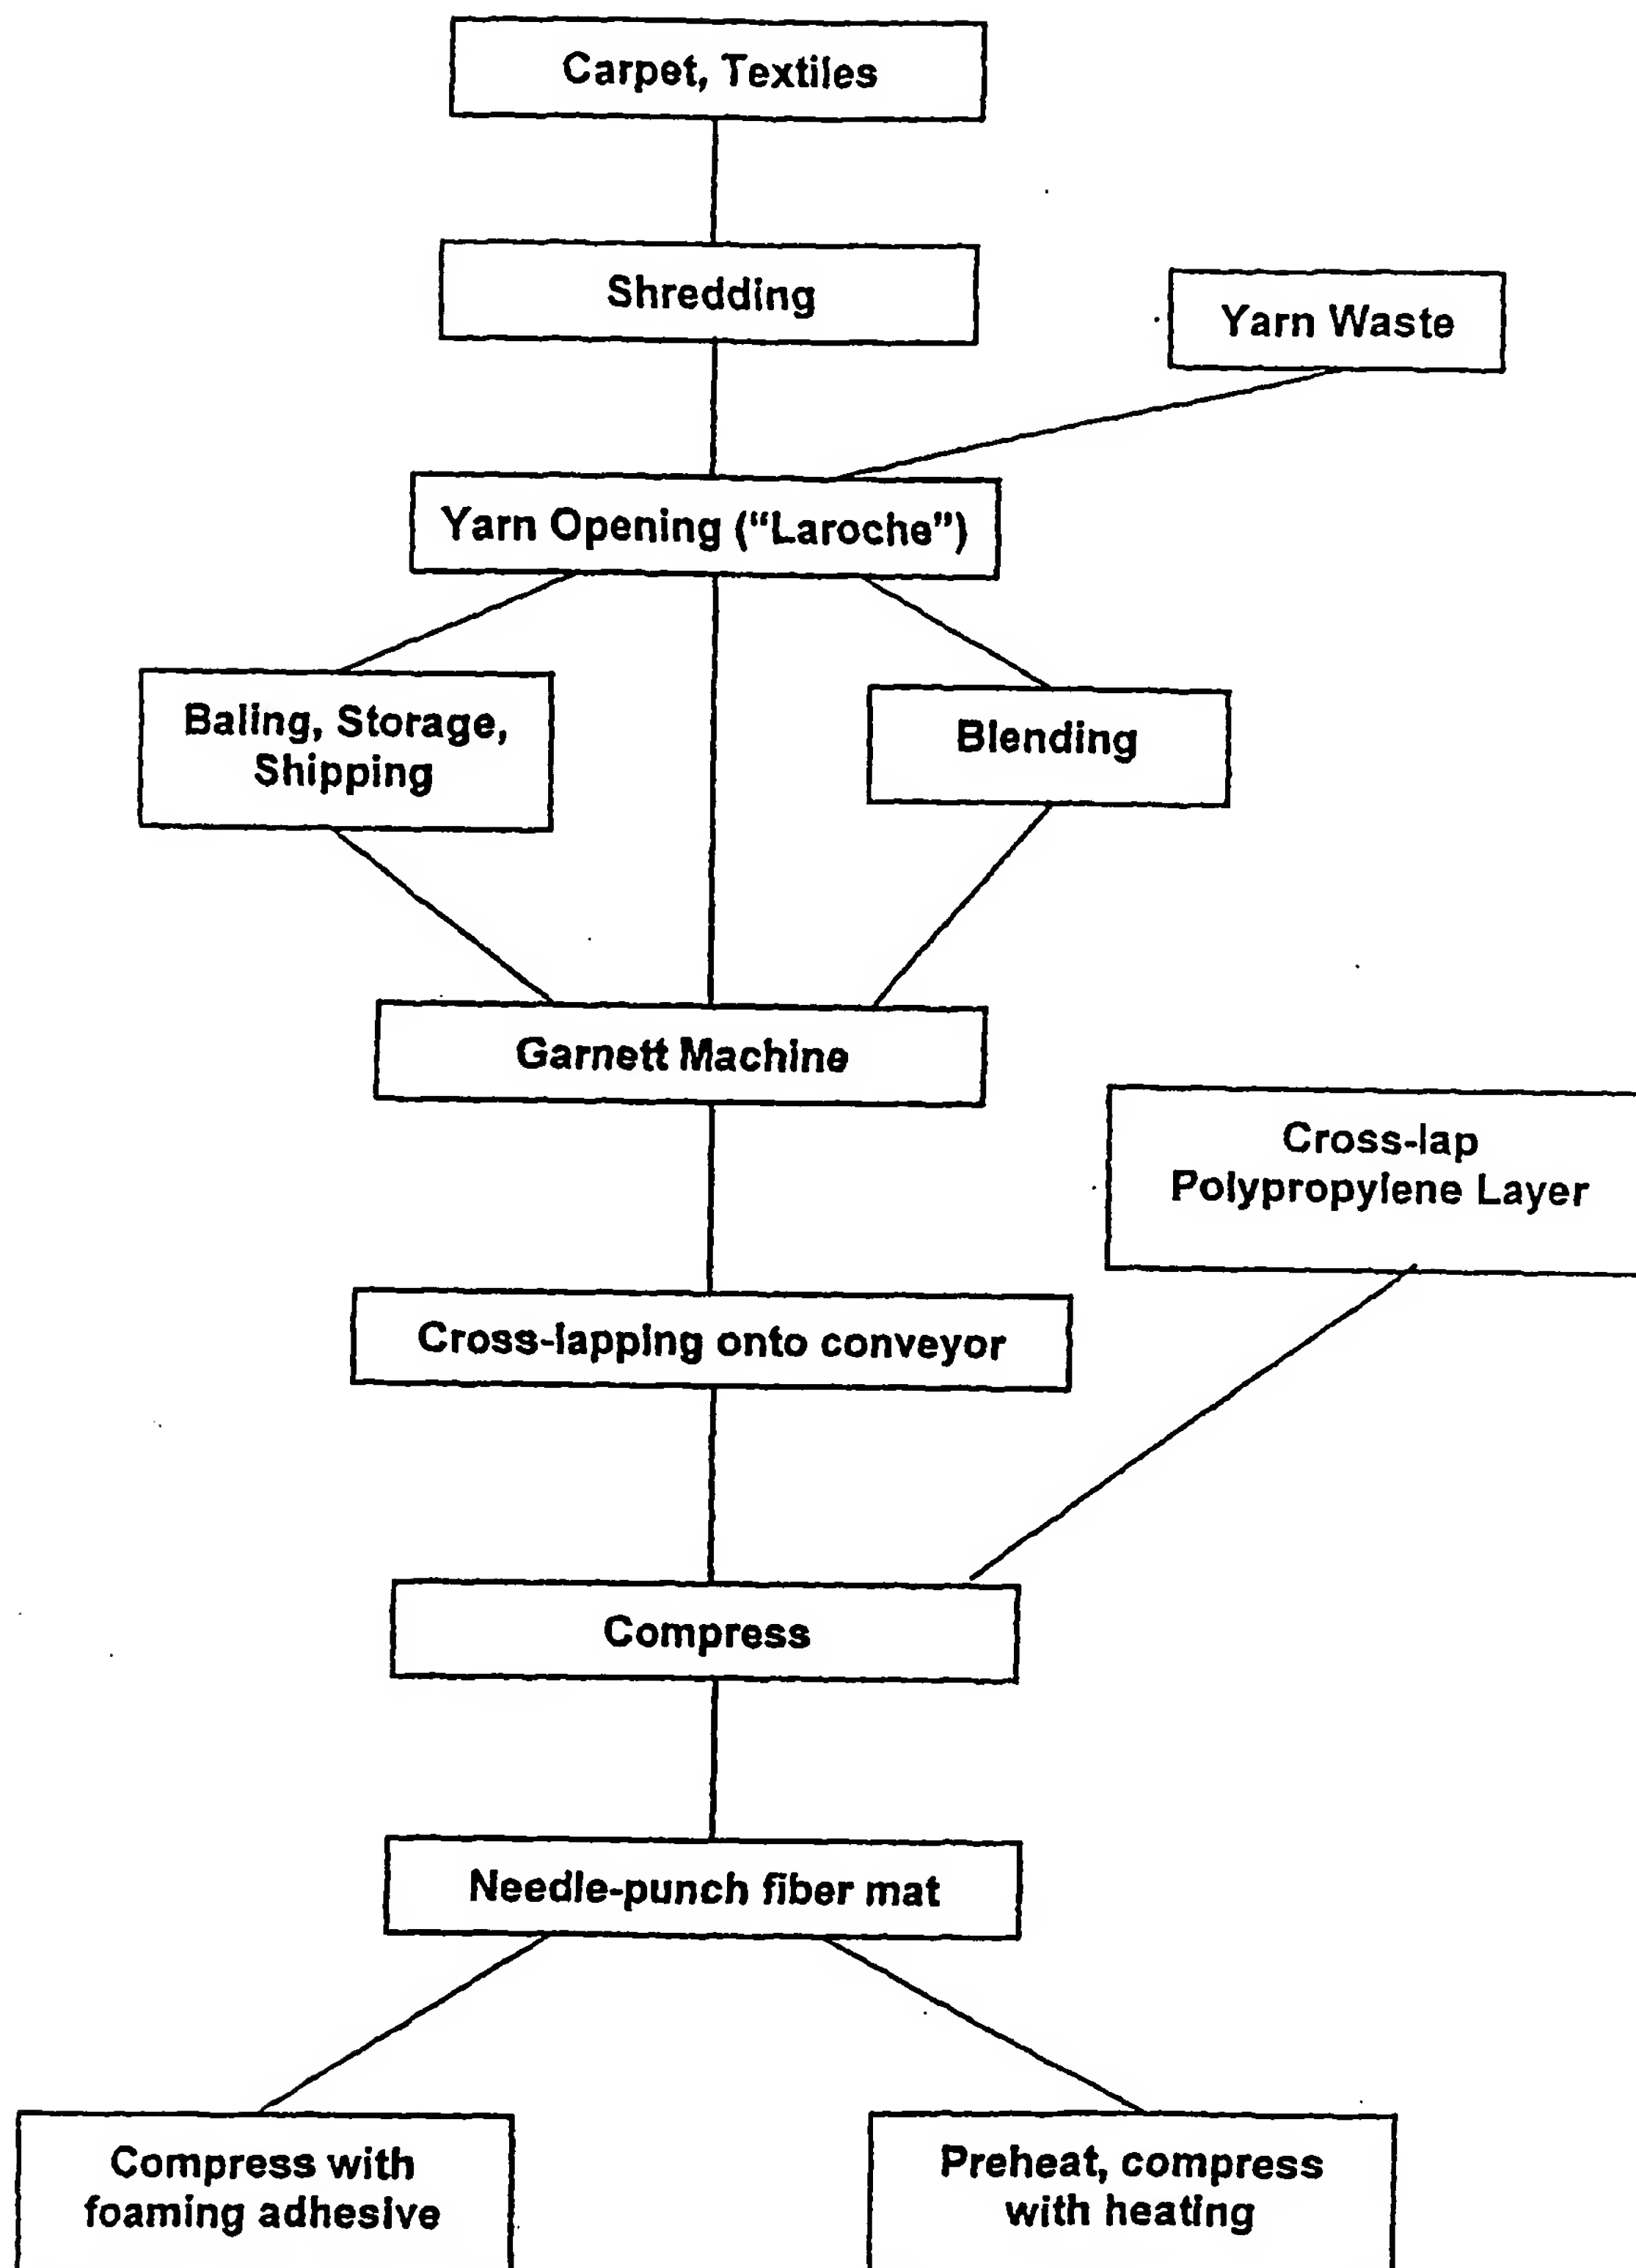 Carpet, Textiles
Shredding
Yarn Waste
Yarn Opening (“Laroche”)
Baling, Storage,
Shipping
Blending
Garnett Machine
Cross-lap
Polypropylene Layer
Cross-lapping onto conveyor
Compress
Needle-punch fiber mat
Compress with
foaming adhesive
Preheat, compress
with heating